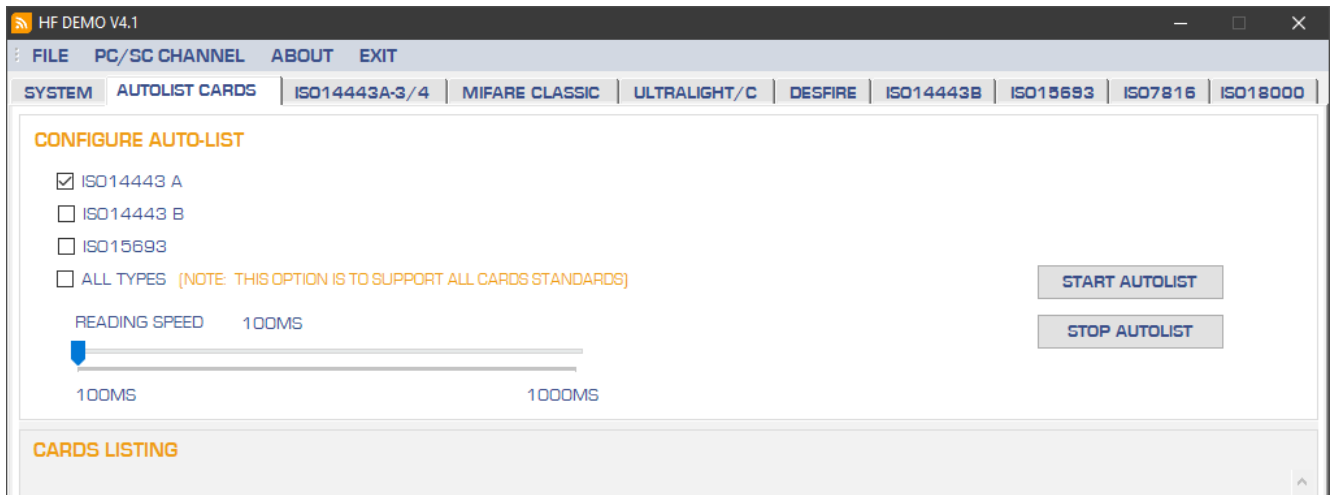 HF DEMO V4.1
FILE PC/SC CHANNEL ABOUT EXIT
SYSTEM AUTOLIST CARDS ISO14443A-3/4 MIFARE CLASSIC ULTRALIGHT/C DESFIRE ISO14443B ISO15693 ISO7816 ISO18000
CONFIGURE AUTO-LIST
ISO14443 A
ISO14443 B
ISO15693
ALL TYPES (NOTE: THIS OPTION IS TO SUPPORT ALL CARDS STANDARDS)
START AUTOLIST
READING SPEED 100MS
STOP AUTOLIST
100MS 1000MS
CARDS LISTING